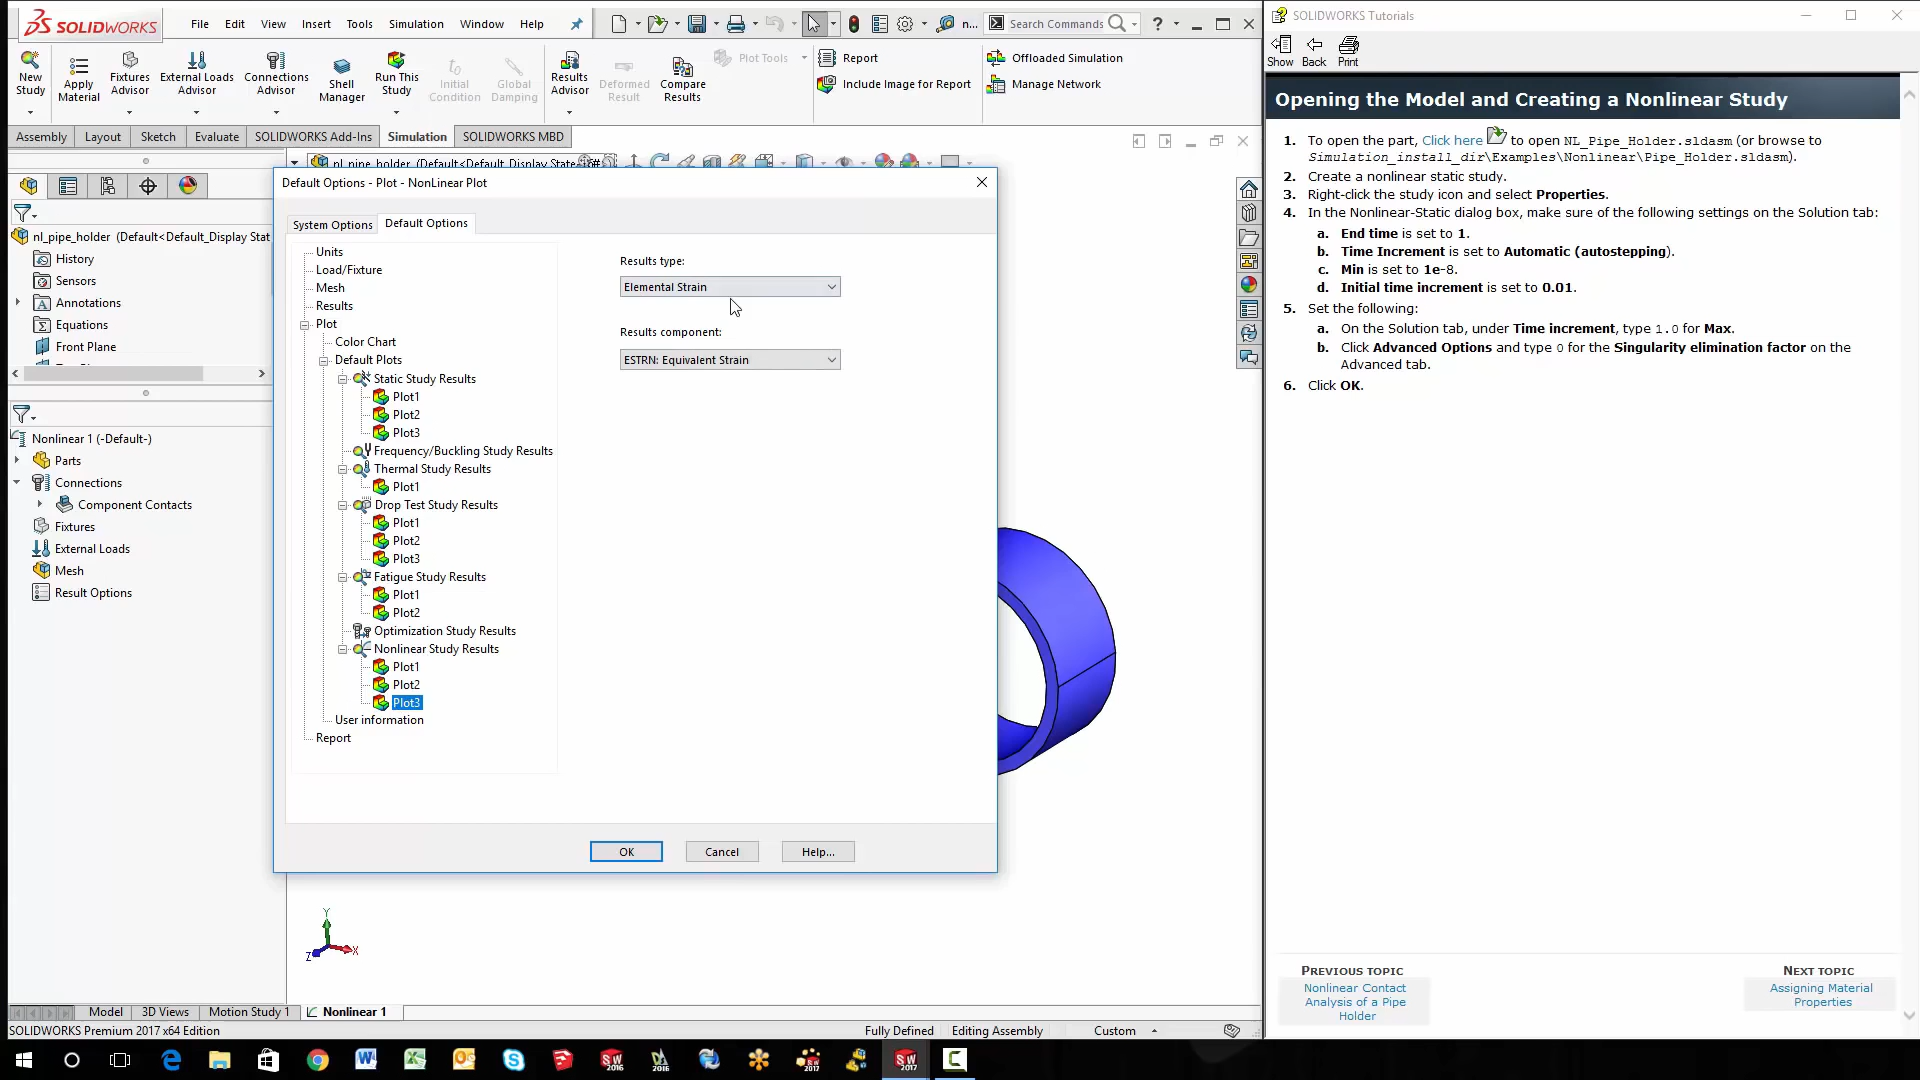 SOLIDWORKS
File Edit View Insert Tools Simulation Window Help
n...
Search Commands
New Study
Apply Material
Fixtures Advisor
External Loads Advisor
Connections Advisor
Shell Manager
Run This Study
Initial Condition
Global Damping
Results Advisor
Deformed Result
Compare Results
Plot Tools
Report
Include Image for Report
Offloaded Simulation
Manage Network
Assembly Layout Sketch Evaluate SOLIDWORKS Add-Ins Simulation SOLIDWORKS MBD
nl_pipe_holder (Default<Default_Display Stat
History
Sensors
Annotations
Equations
Front Plane
Nonlinear 1 (-Default-)
Parts
Connections
Component Contacts
Fixtures
External Loads
Mesh
Result Options
nl_pipe_holder (Default<Default_Display State
Default Options - Plot - NonLinear Plot
System Options Default Options
Units
Load/Fixture
Mesh
Results
Plot
Color Chart
Default Plots
Static Study Results
Plot1
Plot2
Plot3
Frequency/Buckling Study Results
Thermal Study Results
Plot1
Drop Test Study Results
Plot1
Plot2
Plot3
Fatigue Study Results
Plot1
Plot2
Optimization Study Results
Nonlinear Study Results
Plot1
Plot2
Plot3
User information
Report
Results type:
Elemental Strain
Results component:
ESTRN: Equivalent Strain
OK Cancel Help...
Y
X
Z
Model 3D Views Motion Study 1 Nonlinear 1
SOLIDWORKS Premium 2017 x64 Edition
Fully Defined Editing Assembly Custom
SOLIDWORKS Tutorials
Show Back Print
Opening the Model and Creating a Nonlinear Study
1. To open the part, Click here to open NL_Pipe_Holder.sldasm (or browse to
Simulation_install_dir\Examples\Nonlinear\Pipe_Holder.sldasm).
2. Create a nonlinear static study.
3. Right-click the study icon and select Properties.
4. In the Nonlinear-Static dialog box, make sure of the following settings on the Solution tab:
a. End time is set to 1.
b. Time Increment is set to Automatic (autostepping).
c. Min is set to 1e-8.
d. Initial time increment is set to 0.01.
5. Set the following:
a. On the Solution tab, under Time increment, type 1.0 for Max.
b. Click Advanced Options and type 0 for the Singularity elimination factor on the
Advanced tab.
6. Click OK.
PREVIOUS TOPIC
Nonlinear Contact
Analysis of a Pipe
Holder
NEXT TOPIC
Assigning Material
Properties
SW 2016
2016
2017
SW 2017